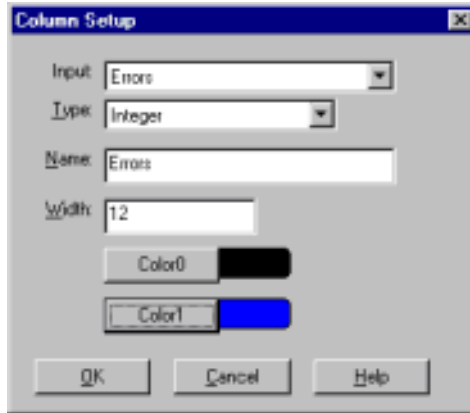 Column Setup
Input: Errors
Type: Integer
Name: Errors
Width: 12
Color0
Color1
OK Cancel Help